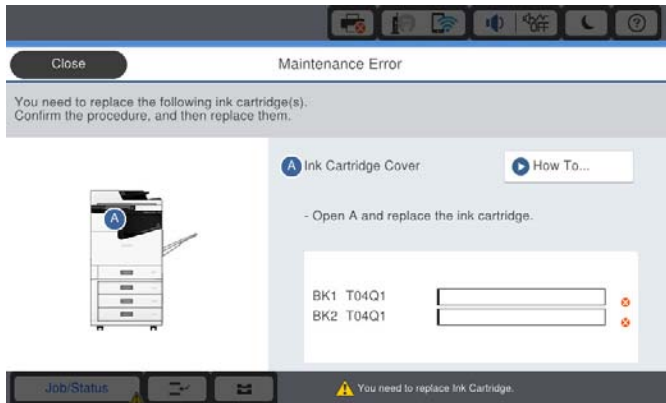 OFF
Close
Maintenance Error
You need to replace the following ink cartridge(s).
Confirm the procedure, and then replace them.
A Ink Cartridge Cover
How To...
A
- Open A and replace the ink cartridge.
BK1 T04Q1
BK2 T04Q1
Job/Status
You need to replace Ink Cartridge.